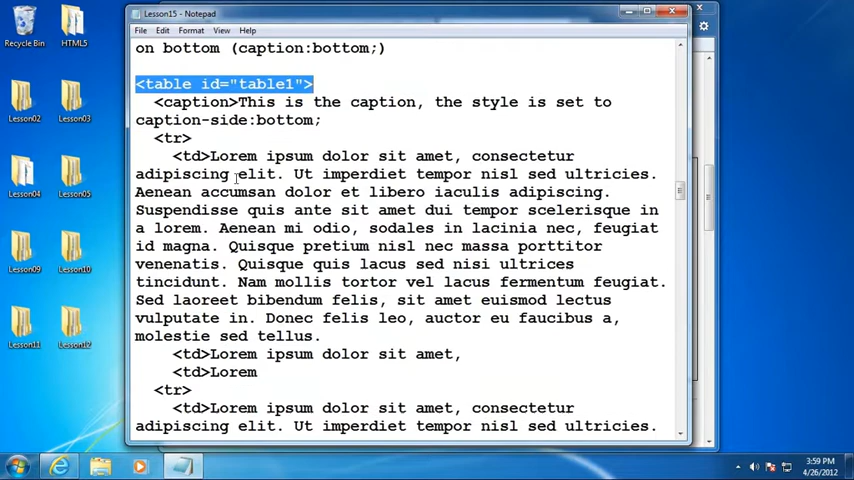 Lesson15 - Notepad
File Edit Format View Help
on bottom (caption:bottom;)
<table id="table1">
<caption>This is the caption, the style is set to
caption-side:bottom;
<tr>
<td>Lorem ipsum dolor sit amet, consectetur
adipiscing elit. Ut imperdiet tempor nisl sed ultricies.
Aenean accumsan dolor et libero iaculis adipiscing.
Suspendisse quis ante sit amet dui tempor scelerisque in
a lorem. Aenean mi odio, sodales in lacinia nec, feugiat
id magna. Quisque pretium nisl nec massa porttitor
venenatis. Quisque quis lacus sed nisi ultrices
tincidunt. Nam mollis tortor vel lacus fermentum feugiat.
Sed laoreet bibendum felis, sit amet euismod lectus
vulputate in. Donec felis leo, auctor eu faucibus a,
molestie sed tellus.
<td>Lorem ipsum dolor sit amet,
<td>Lorem
<tr>
<td>Lorem ipsum dolor sit amet, consectetur
adipiscing elit. Ut imperdiet tempor nisl sed ultricies.
Recycle Bin
HTML5
Lesson02
Lesson03
Lesson04
Lesson05
Lesson09
Lesson10
Lesson11
Lesson12
3:59 PM
4/26/2012